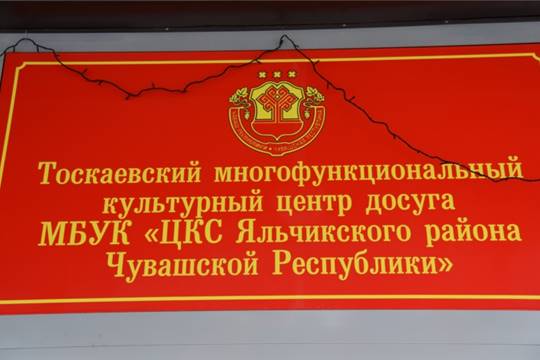 Тоскаевский многофункциональный
культурный центр досуга
МБУК «ЦКС Яльчикского района
Чувашской Республики»